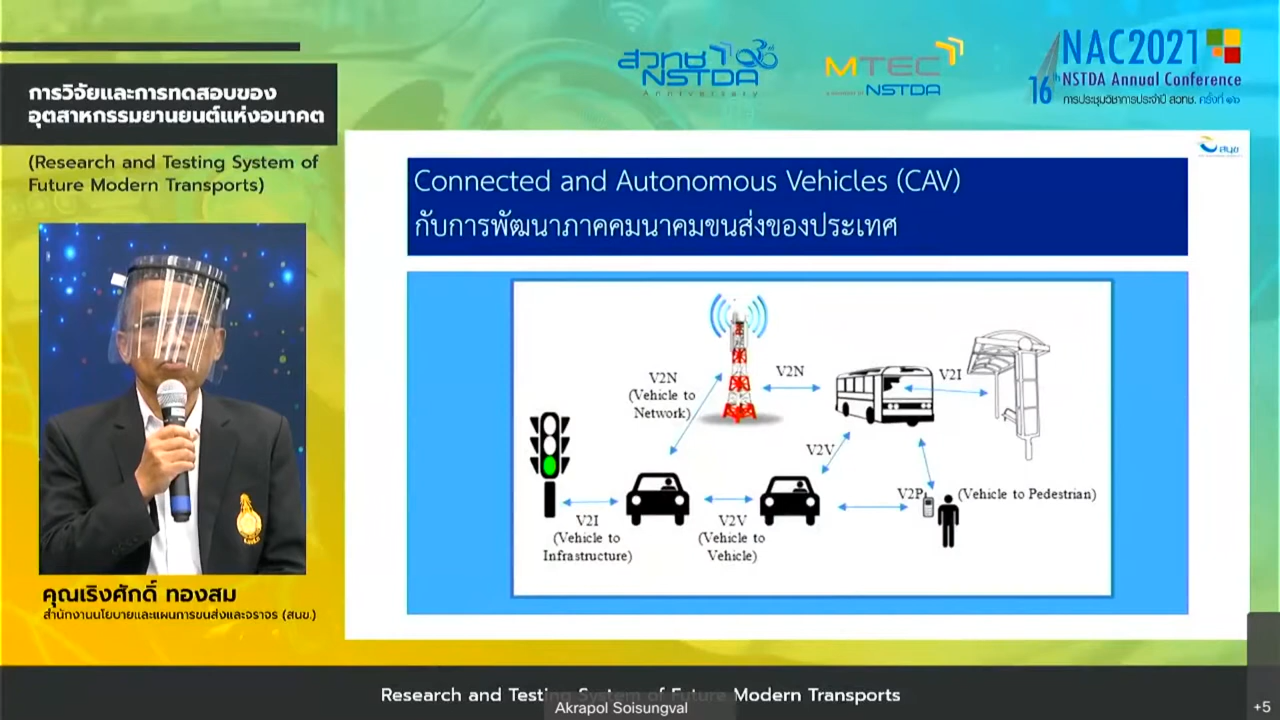 การวิจัยและการทดสอบของ
อุตสาหกรรมยานยนต์แห่งอนาคต
(Research and Testing System of
Future Modern Transports)
สวทช
NSTDA
Anniversary
MTEC
NSTDA
NAC2021
16th NSTDA Annual Conference
การประชุมวิชาการประจำปี สวทช. ครั้งที่ ๑๖
สนข
Connected and Autonomous Vehicles (CAV)
กับการพัฒนาภาคคมนาคมขนส่งของประเทศ
V2N
(Vehicle to
Network)
V2N
V2I
V2V
V2I
(Vehicle to
Infrastructure)
V2V
(Vehicle to
Vehicle)
V2P
(Vehicle to Pedestrian)
คุณเริงศักดิ์ ทองสม
สำนักงานนโยบายและแผนการขนส่งและจราจร (สนข.)
Research and Testing System of Future Modern Transports
Akrapol Soisungval
+5